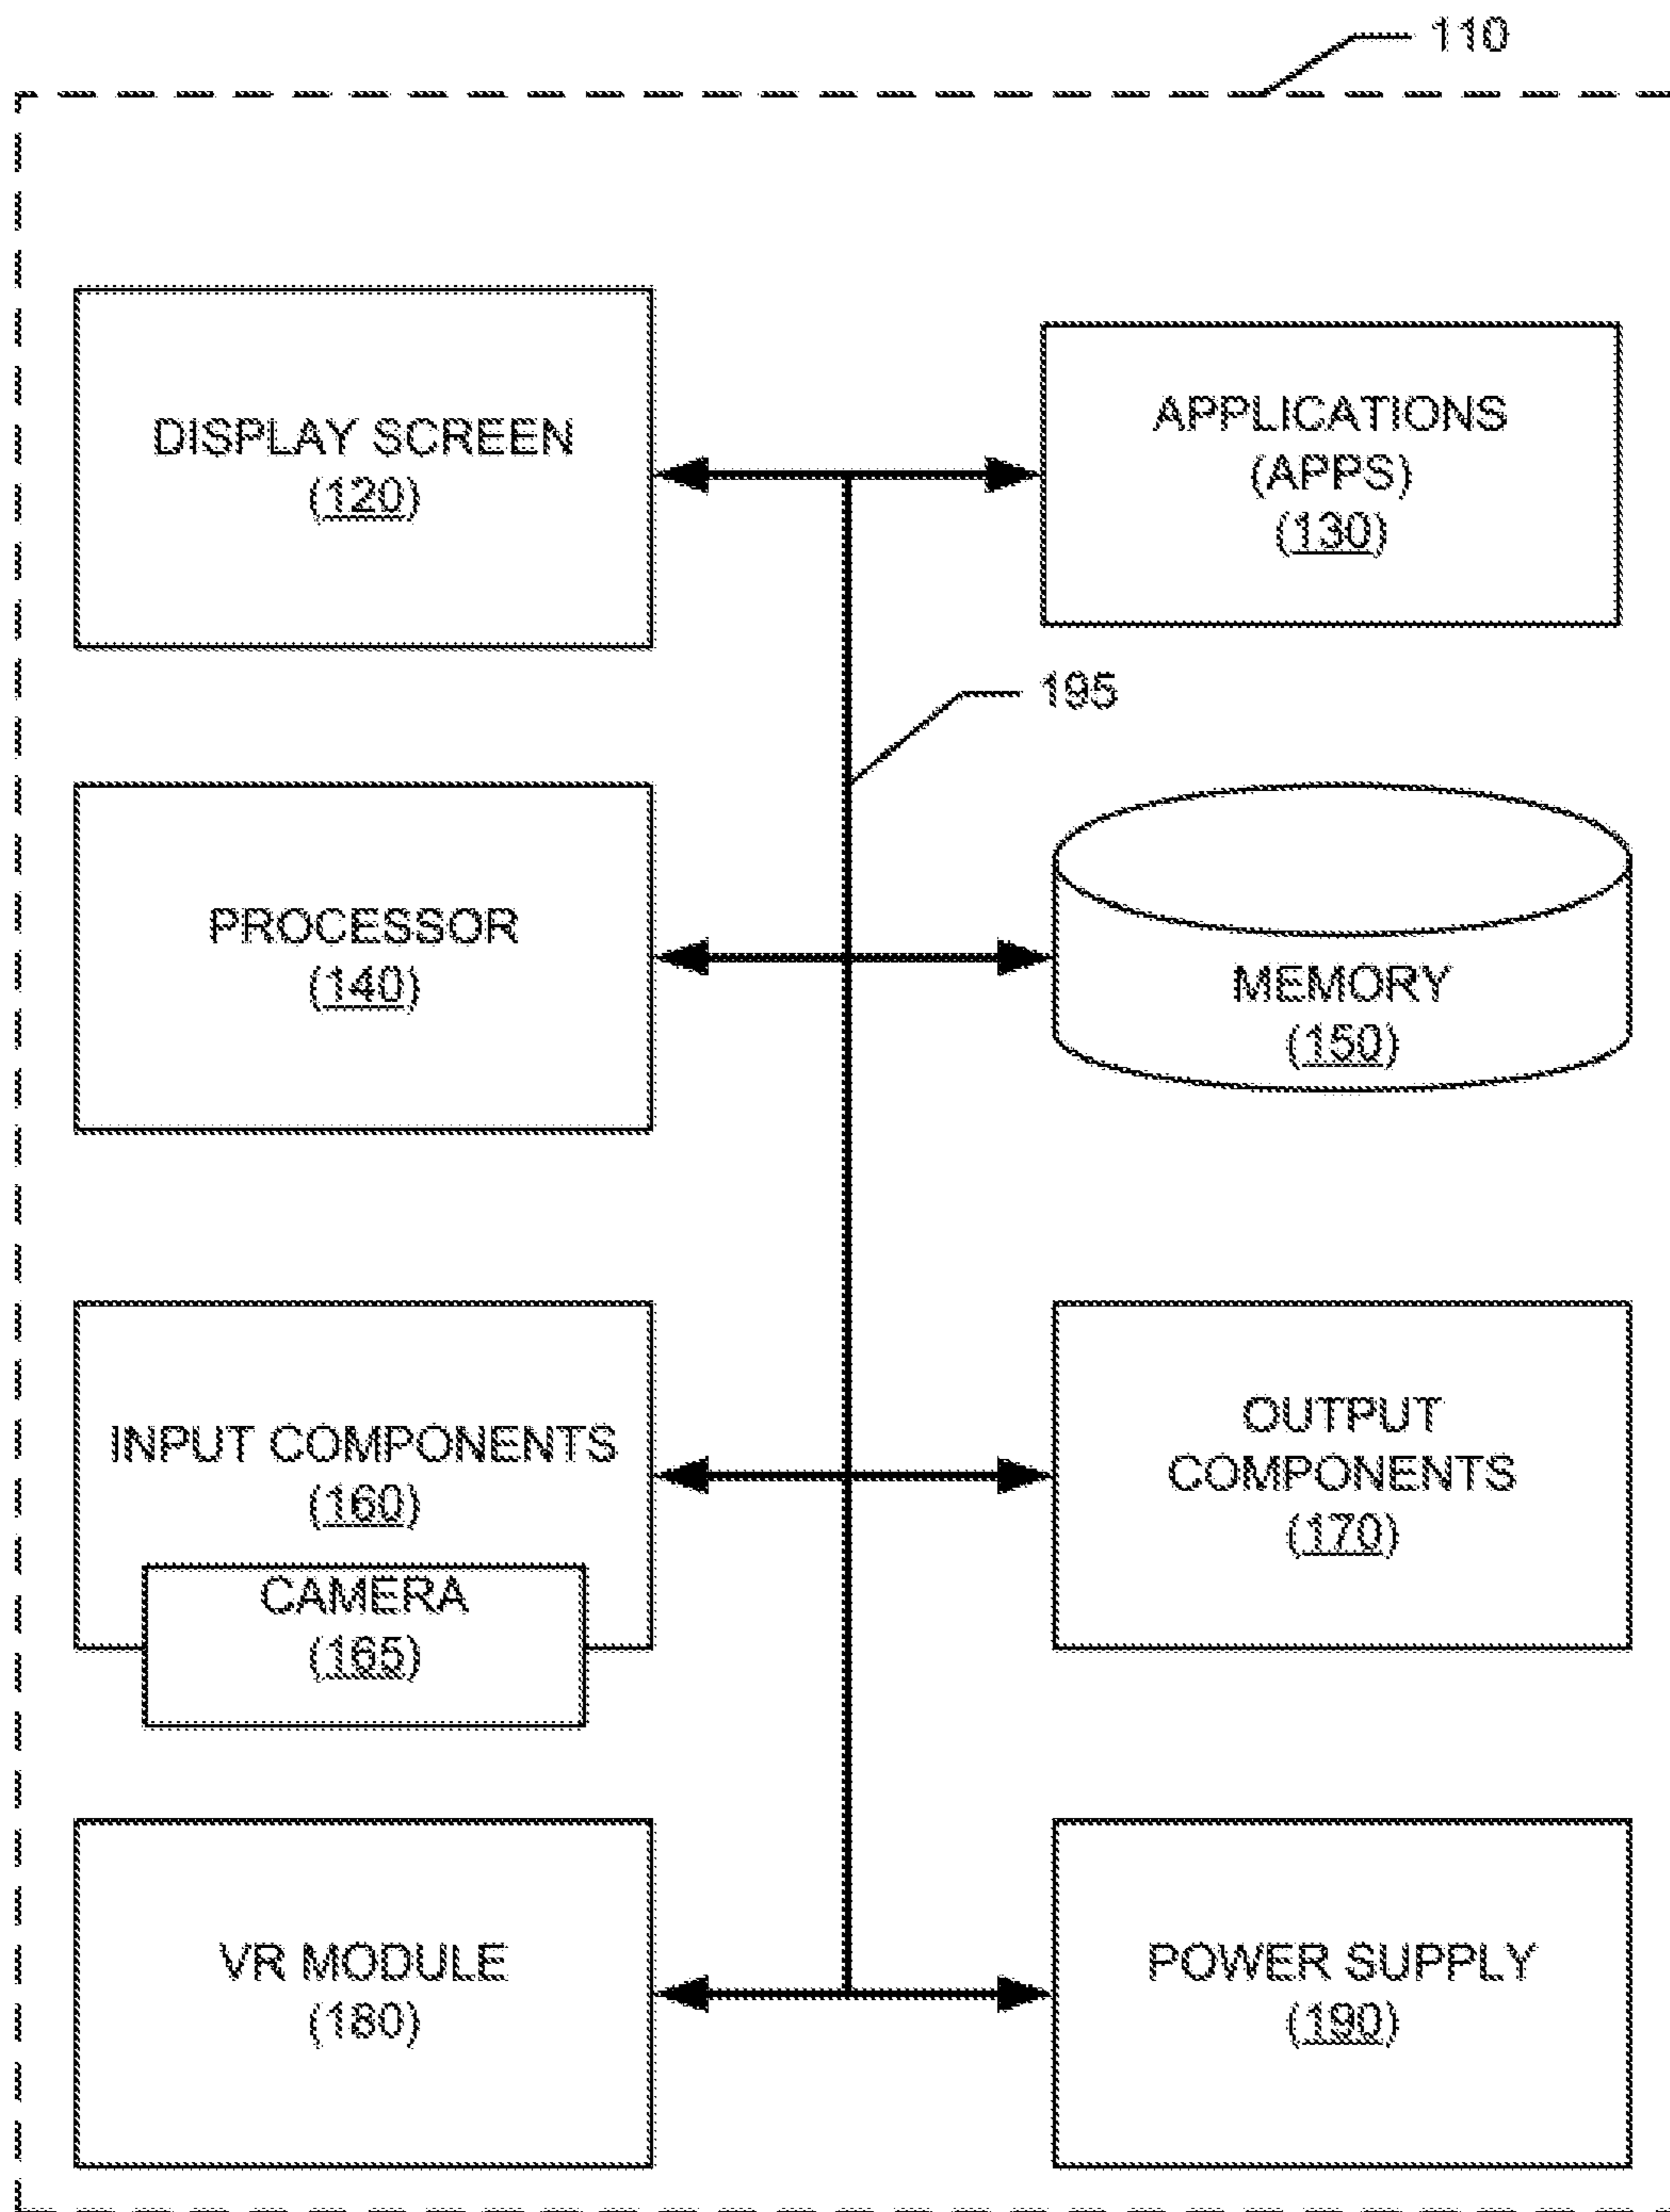 110
DISPLAY SCREEN
(120)
APPLICATIONS
(APPS)
(130)
195
PROCESSOR
(140)
MEMORY
(150)
INPUT COMPONENTS
(160)
CAMERA
(165)
OUTPUT
COMPONENTS
(170)
VR MODULE
(180)
POWER SUPPLY
(190)